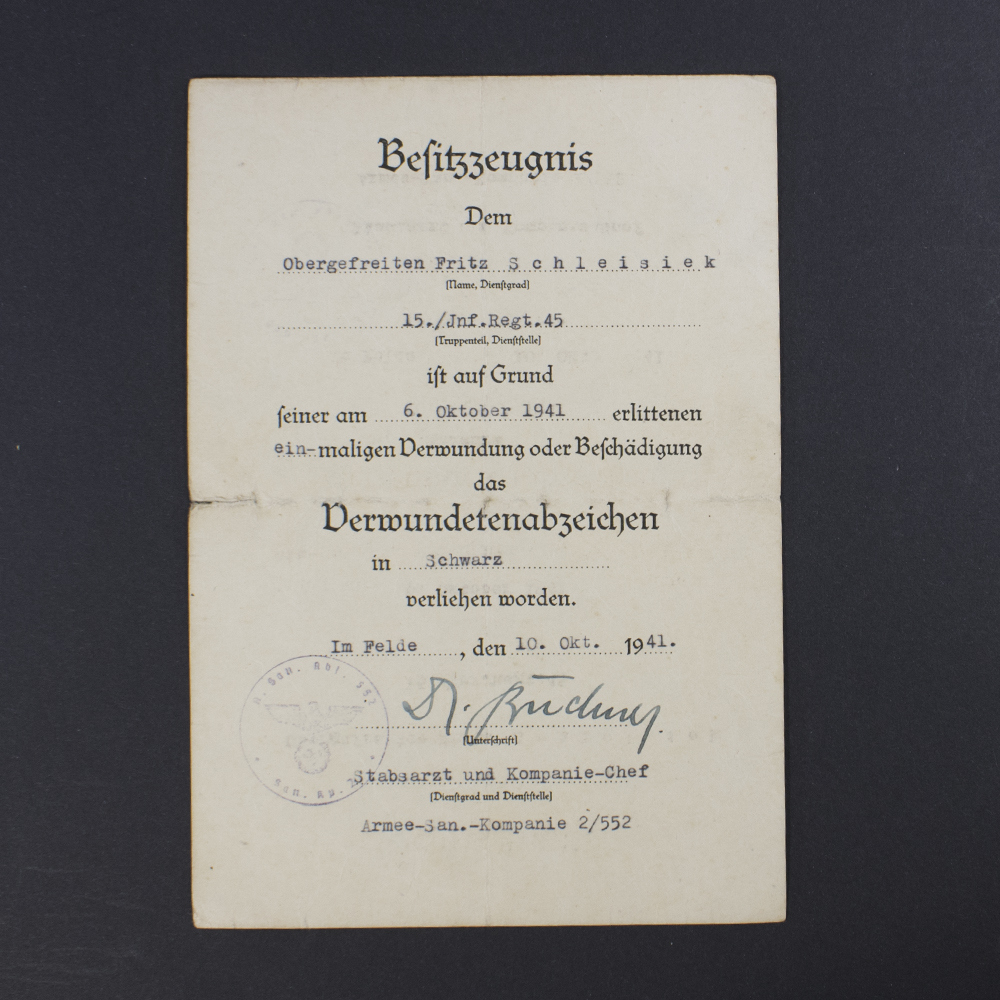 Besitzzeugnis
Dem
Obergefreiten Fritz Schleisiek
(Name, Dienstgrad)
15./Jnf.Regt.45
(Truppenteil, Dienststelle)
ist auf Grund
seiner am 6. Oktober 1941 erlittenen
ein-maligen Verwundung oder Beschädigung
das
Verwundetenabzeichen
in Schwarz
verliehen worden.
Im Felde, den 10. Okt. 1941.
Dr.
(Unterschrift)
Stabsarzt und Kompanie-Chef
(Dienstgrad und Dienststelle)
Armee-San.-Kompanie 2/552